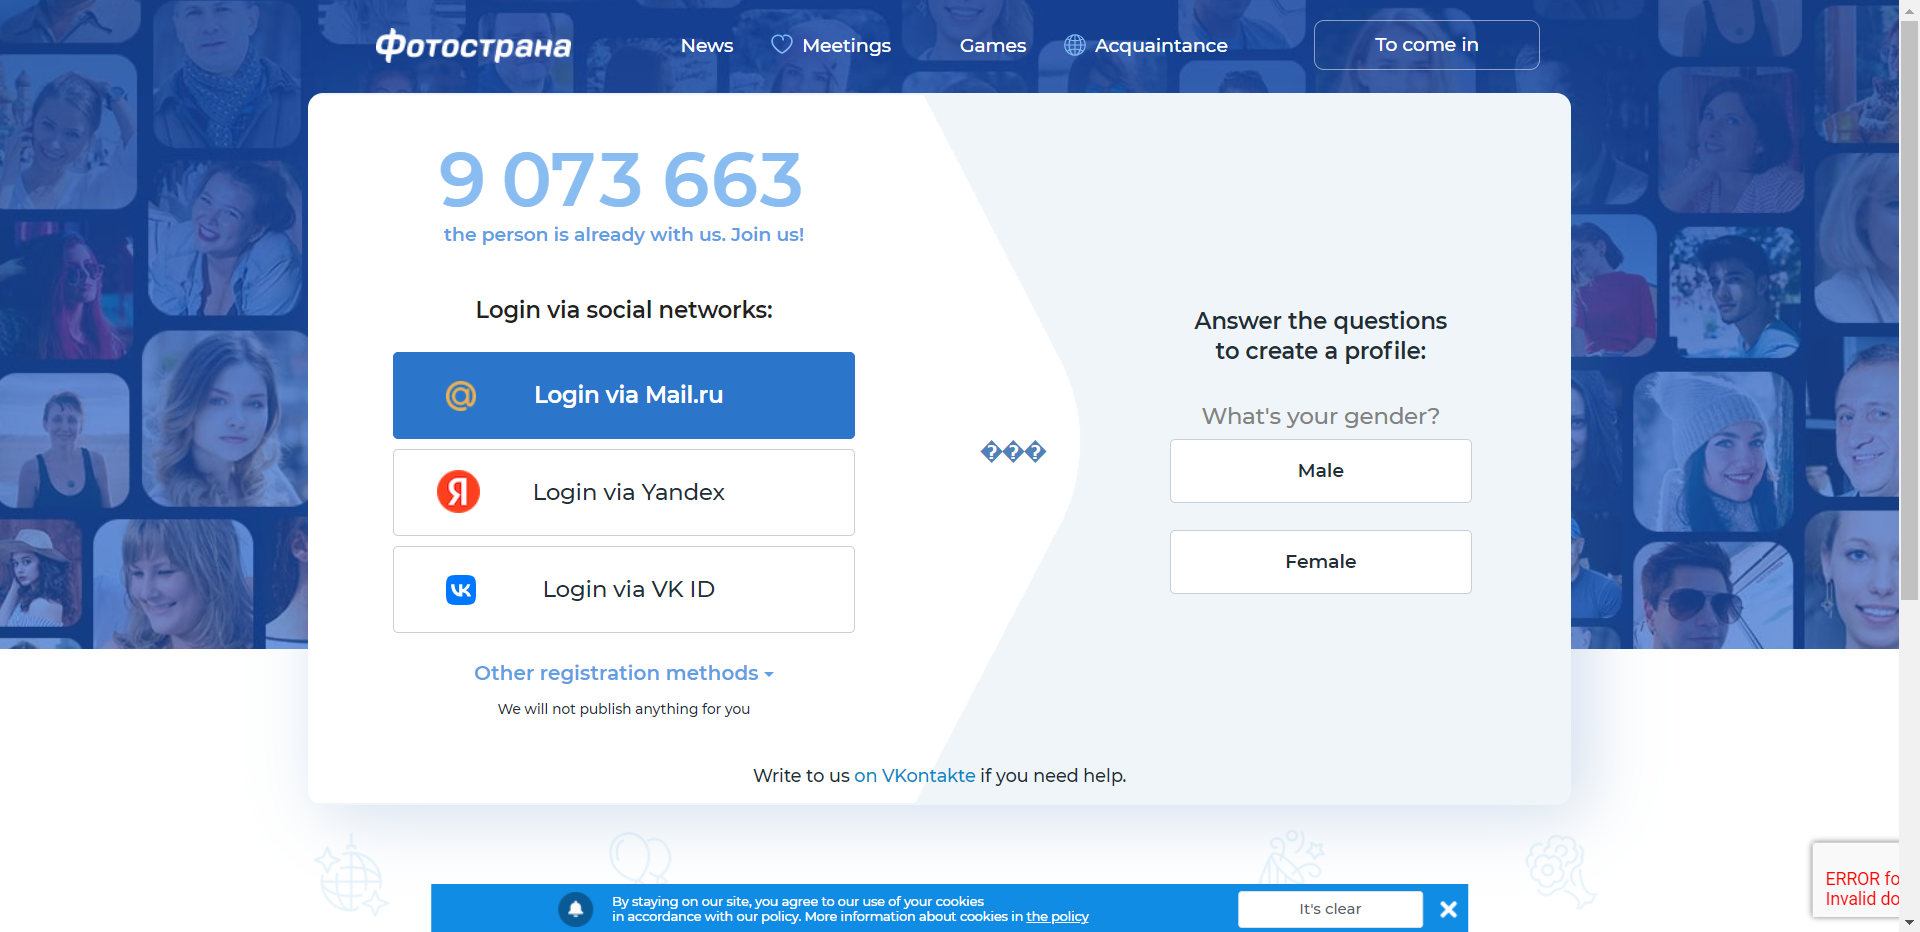 Фотострана
News
Meetings
Games
Acquaintance
To come in
9 073 663
the person is already with us. Join us!
Login via social networks:
@ Login via Mail.ru
Я Login via Yandex
VK Login via VK ID
Other registration methods
We will not publish anything for you
���
Answer the questions
to create a profile:
What's your gender?
Male
Female
Write to us on VKontakte if you need help.
By staying on our site, you agree to our use of your cookies
in accordance with our policy. More information about cookies in the policy
It's clear
ERROR fo
Invalid do